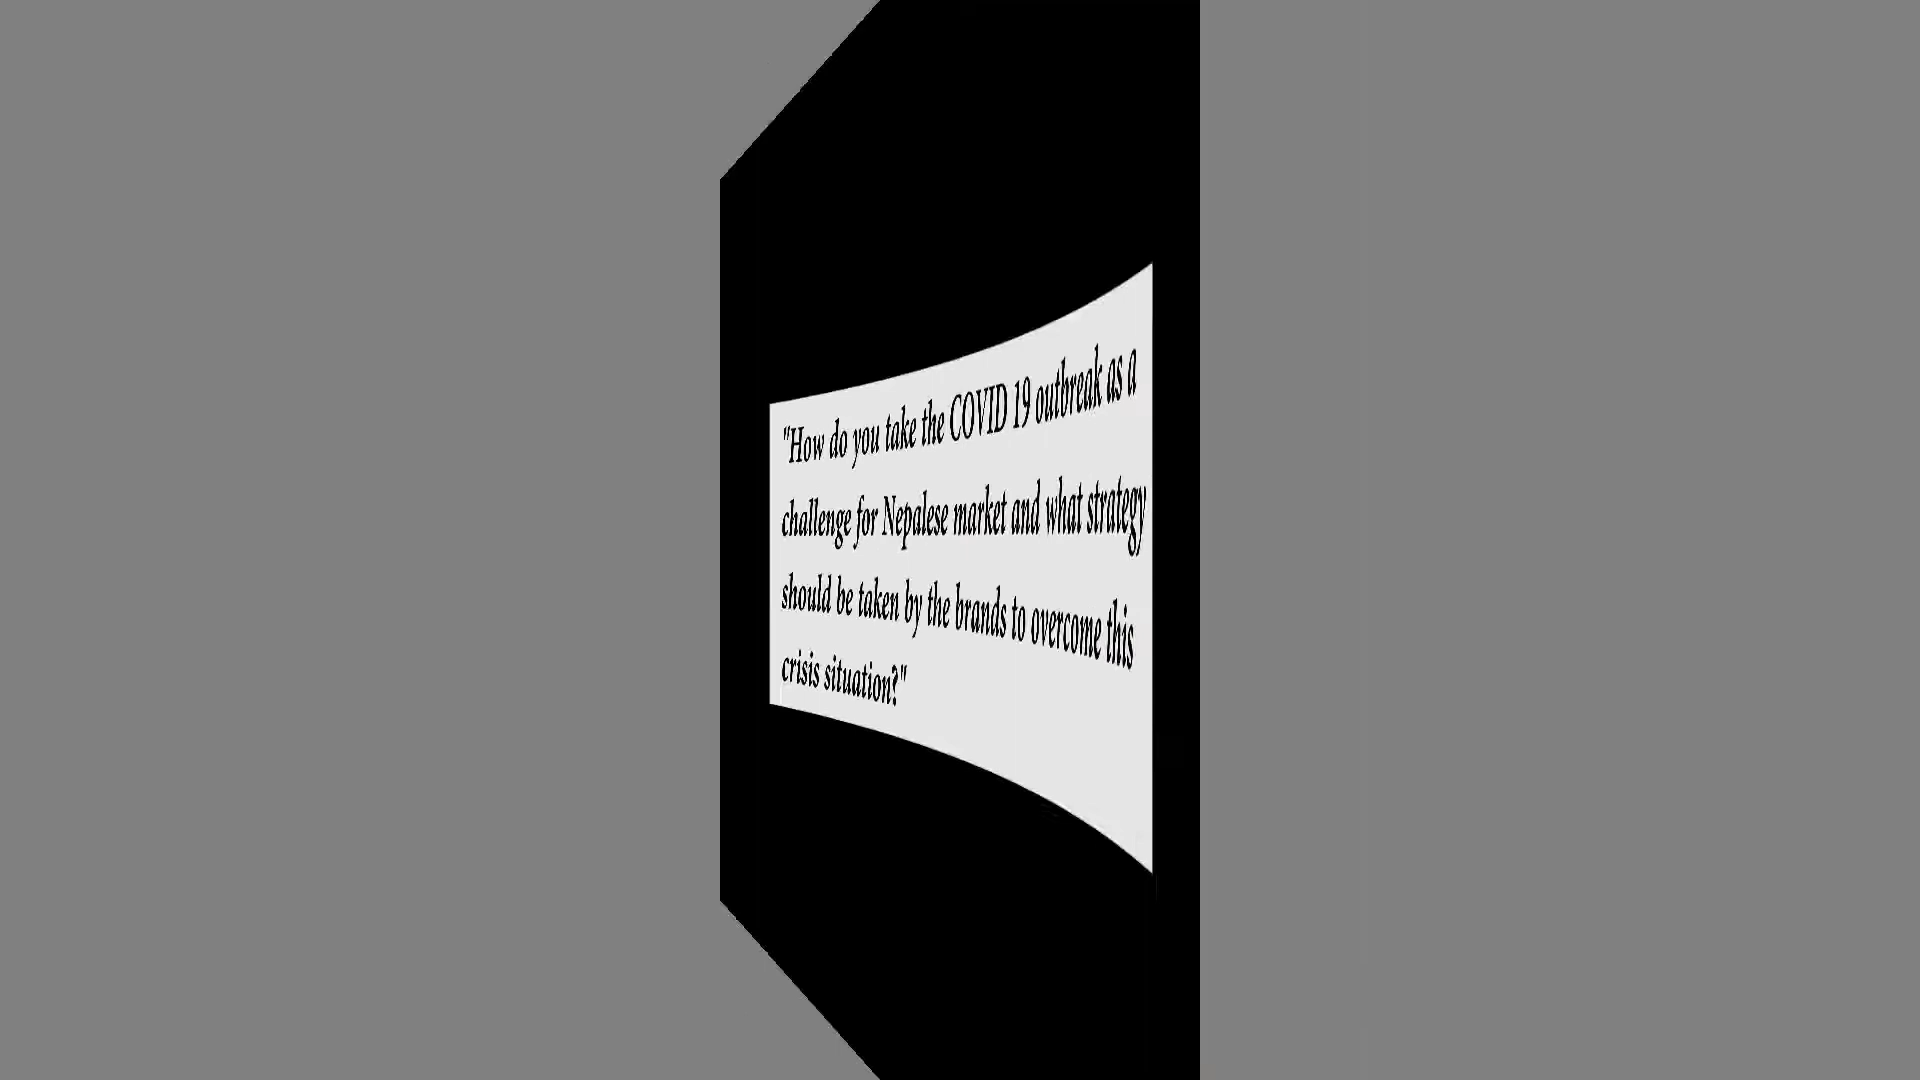 "How do you take the COVID 19 outbreak as a
challenge for Nepalese market and what strategy
should be taken by the brands to overcome this
crisis situation?"